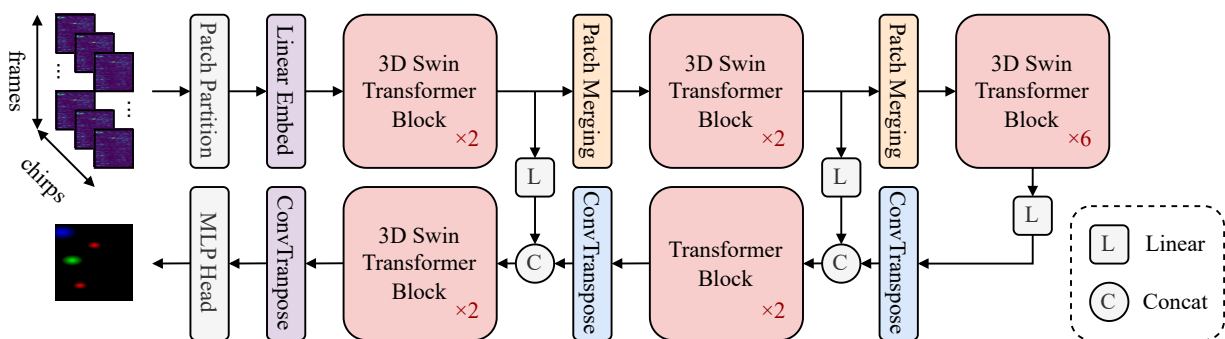 frames
chirps
...
...
Patch Partition
Linear Embed
3D Swin
Transformer
Block
×2
Patch Merging
3D Swin
Transformer
Block
×2
Patch Merging
3D Swin
Transformer
Block
×6
L
L
L
MLP Head
ConvTranpose
3D Swin
Transformer
Block
×2
C
ConvTranspose
Transformer
Block
×2
C
ConvTranspose
L Linear
C Concat